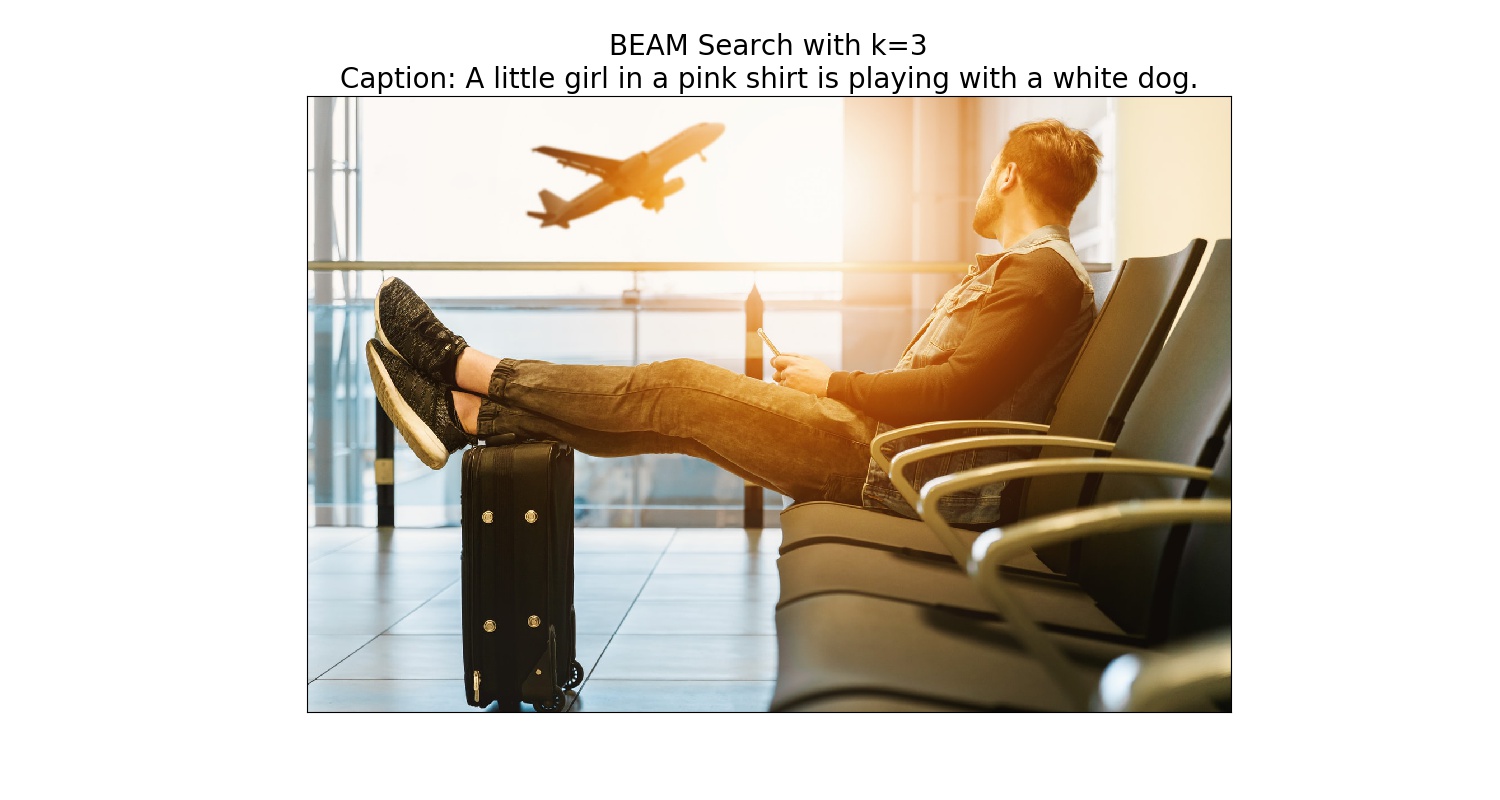 BEAM Search with k=3
Caption: A little girl in a pink shirt is playing with a white dog.